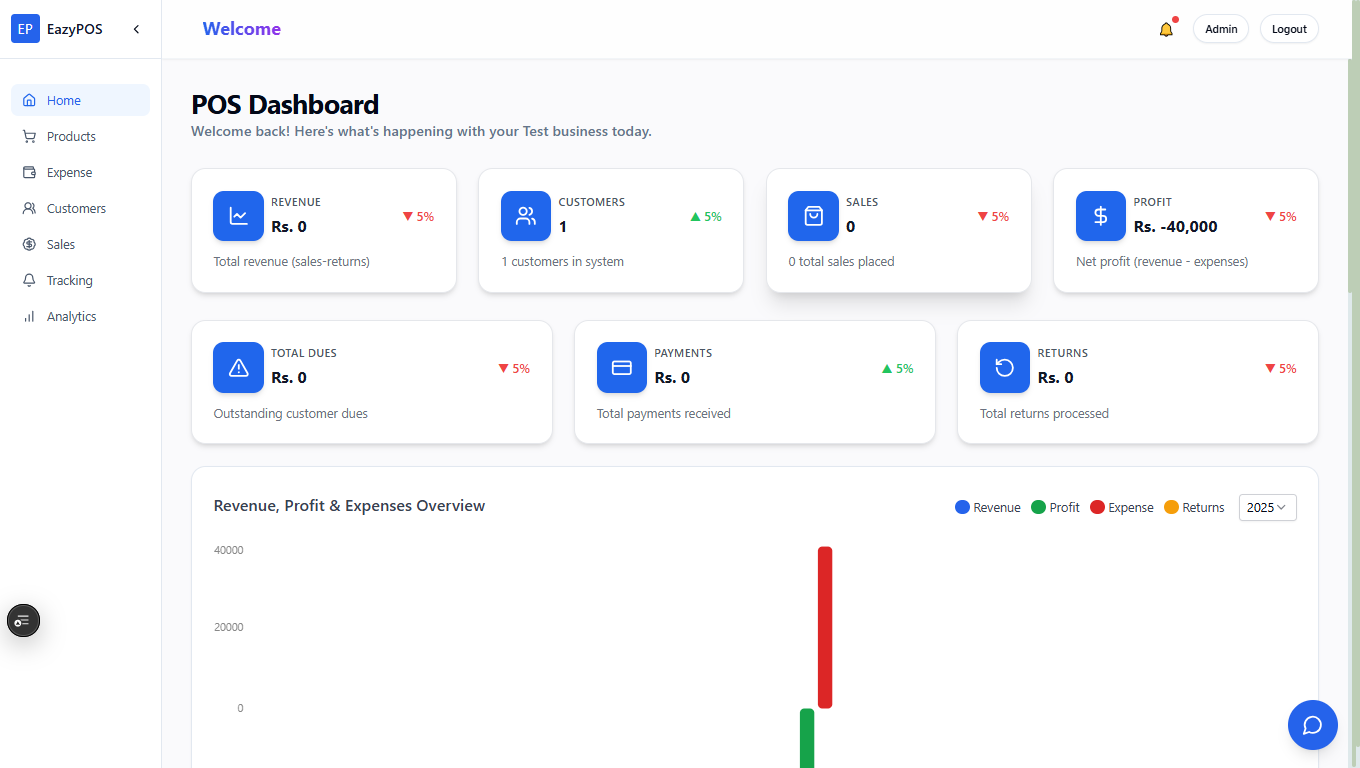 EP EazyPOS
Welcome
Admin
Logout
Home
Products
Expense
Customers
Sales
Tracking
Analytics
POS Dashboard
Welcome back! Here's what's happening with your Test business today.
REVENUE
Rs. 0
▼ 5%
Total revenue (sales-returns)
CUSTOMERS
1
▲ 5%
1 customers in system
SALES
0
▼ 5%
0 total sales placed
PROFIT
Rs. -40,000
▼ 5%
Net profit (revenue - expenses)
TOTAL DUES
Rs. 0
▼ 5%
Outstanding customer dues
PAYMENTS
Rs. 0
▲ 5%
Total payments received
RETURNS
Rs. 0
▼ 5%
Total returns processed
Revenue, Profit & Expenses Overview
Revenue Profit Expense Returns
2025
40000
20000
0